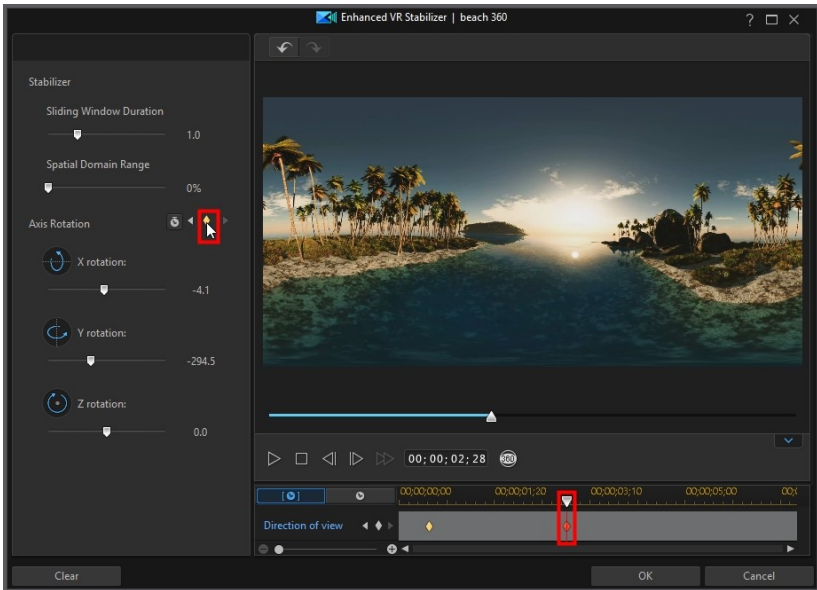 Enhanced VR Stabilizer | beach 360
?
Stabilizer
Sliding Window Duration
1.0
Spatial Domain Range
0%
Axis Rotation
X rotation:
-4.1
Y rotation:
-294.5
Z rotation:
0.0
00; 00; 02; 28
360
00;00;00;00 00;00;01;20 00;00;03;10 00;00;05;00
Direction of view
Clear
OK
Cancel